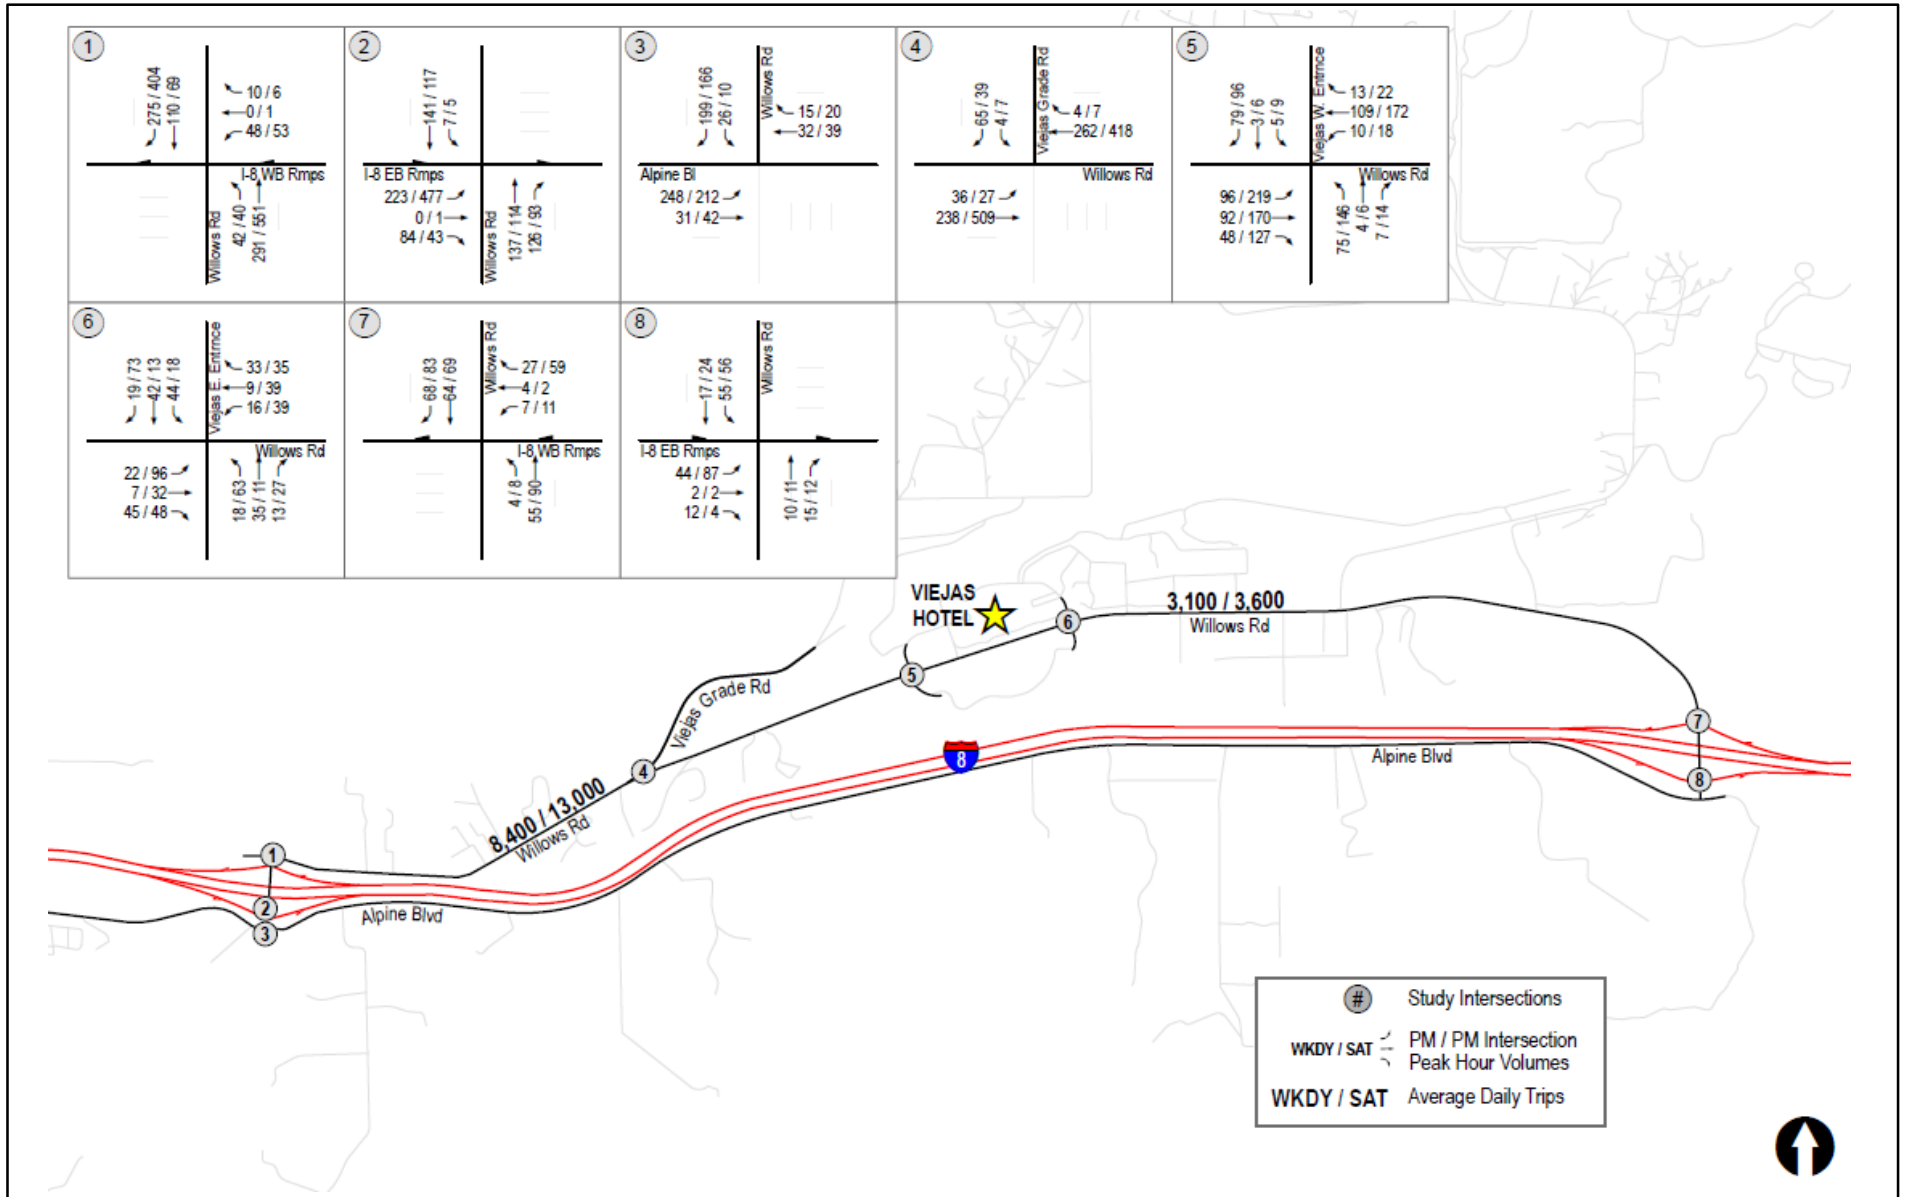 1
275 / 404
110 / 69
10 / 6
0 / 1
48 / 53
I-8 WB Rmps
Willows Rd
42 / 40
291 / 551
2
141 / 117
7 / 5
I-8 EB Rmps
223 / 477
0 / 1
84 / 43
Willows Rd
137 / 114
126 / 93
3
199 / 166
26 / 10
Willows Rd
15 / 20
32 / 39
Alpine Bl
248 / 212
31 / 42
4
65 / 39
4 / 7
Viejas Grade Rd
4 / 7
262 / 418
Willows Rd
36 / 27
238 / 509
5
79 / 96
3 / 6
5 / 9
Viejas W. Entrnce
13 / 22
109 / 172
10 / 18
Willows Rd
96 / 219
92 / 170
48 / 127
75 / 146
4 / 6
7 / 14
6
19 / 73
42 / 13
44 / 18
Viejas E. Entrnce
33 / 35
9 / 39
16 / 39
Willows Rd
22 / 96
7 / 32
45 / 48
18 / 63
35 / 11
13 / 27
7
68 / 83
64 / 69
Willows Rd
27 / 59
4 / 2
7 / 11
I-8 WB Rmps
4 / 8
55 / 90
8
17 / 24
55 / 56
Willows Rd
I-8 EB Rmps
44 / 87
2 / 2
12 / 4
10 / 11
15 / 12
VIEJAS
HOTEL
6
3,100 / 3,600
Willows Rd
5
Viejas Grade Rd
4
7
8
Alpine Blvd
8
8,400 / 13,000
Willows Rd
1
2
3
Alpine Blvd
# Study Intersections
WKDY / SAT PM / PM Intersection
Peak Hour Volumes
WKDY / SAT Average Daily Trips